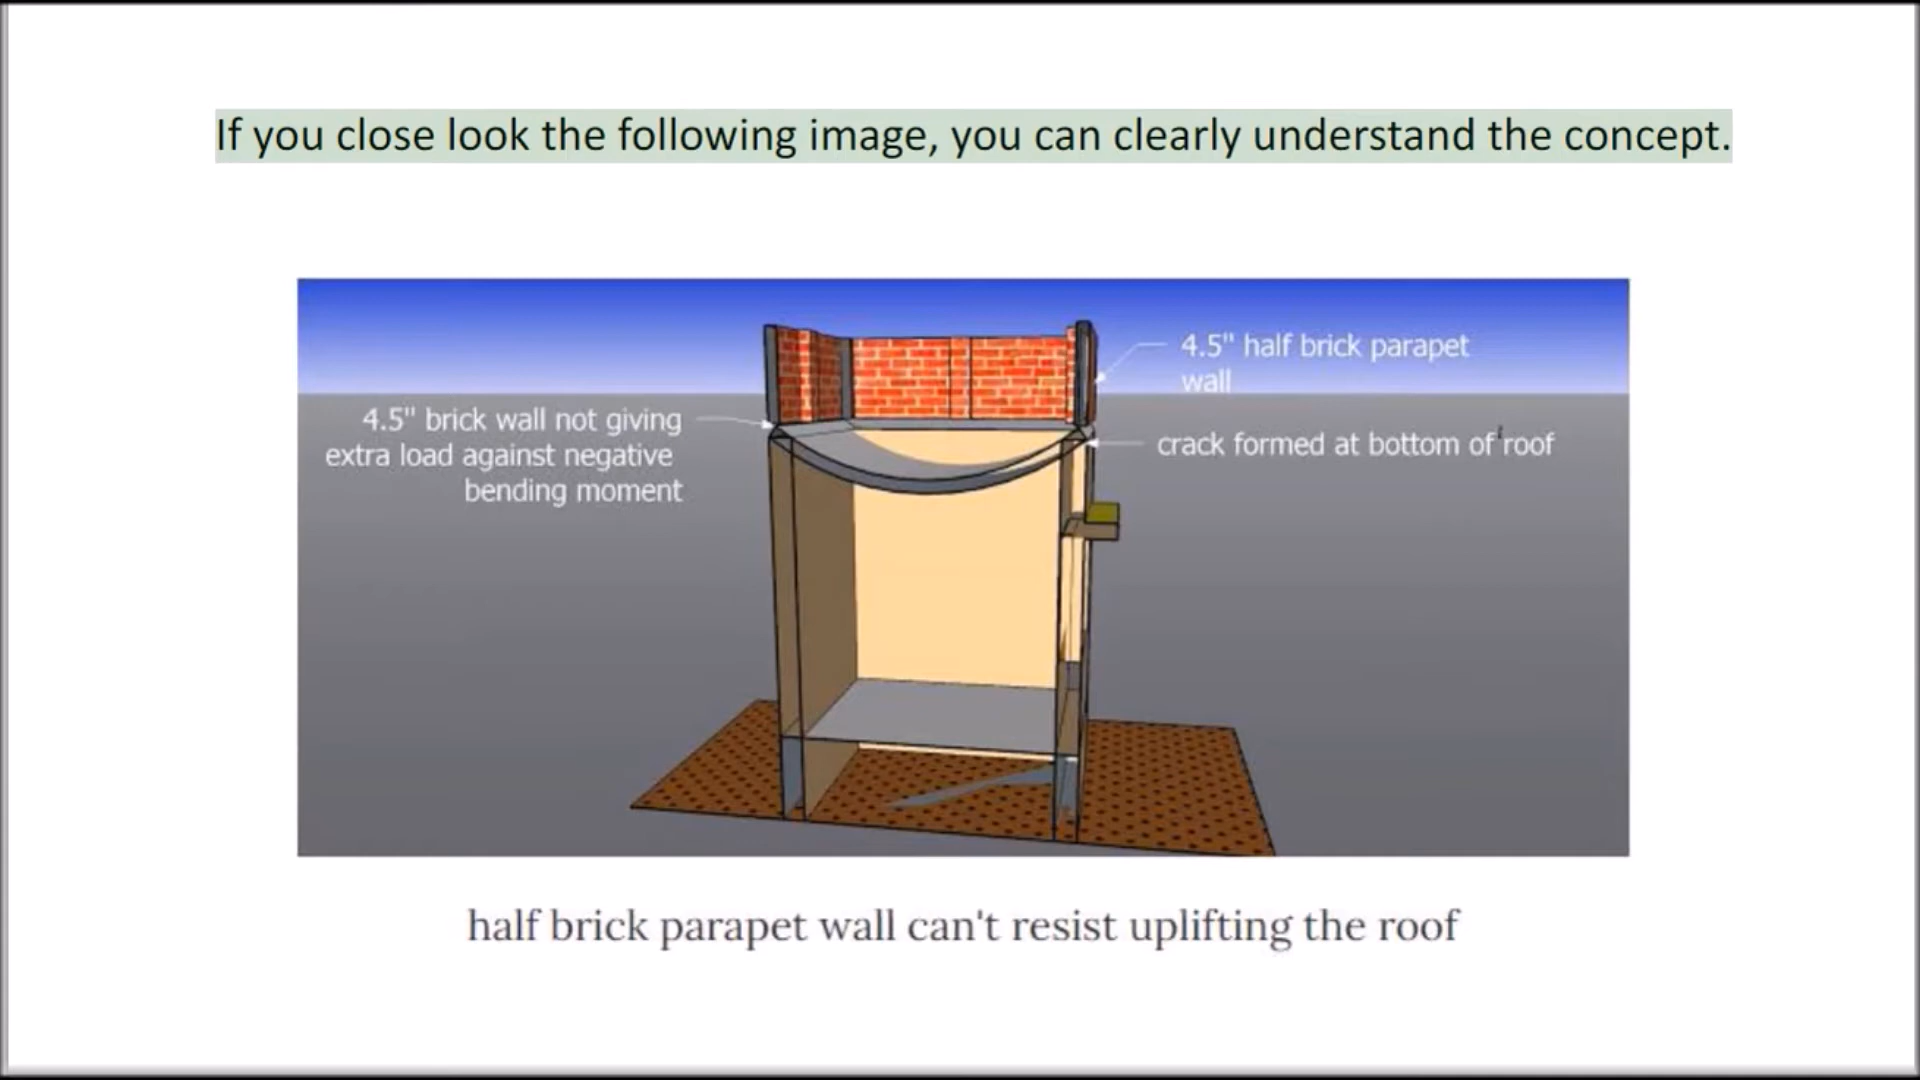 If you close look the following image, you can clearly understand the concept.
4.5" half brick parapet
wall
4.5" brick wall not giving
extra load against negative
bending moment
crack formed at bottom of roof
half brick parapet wall can't resist uplifting the roof